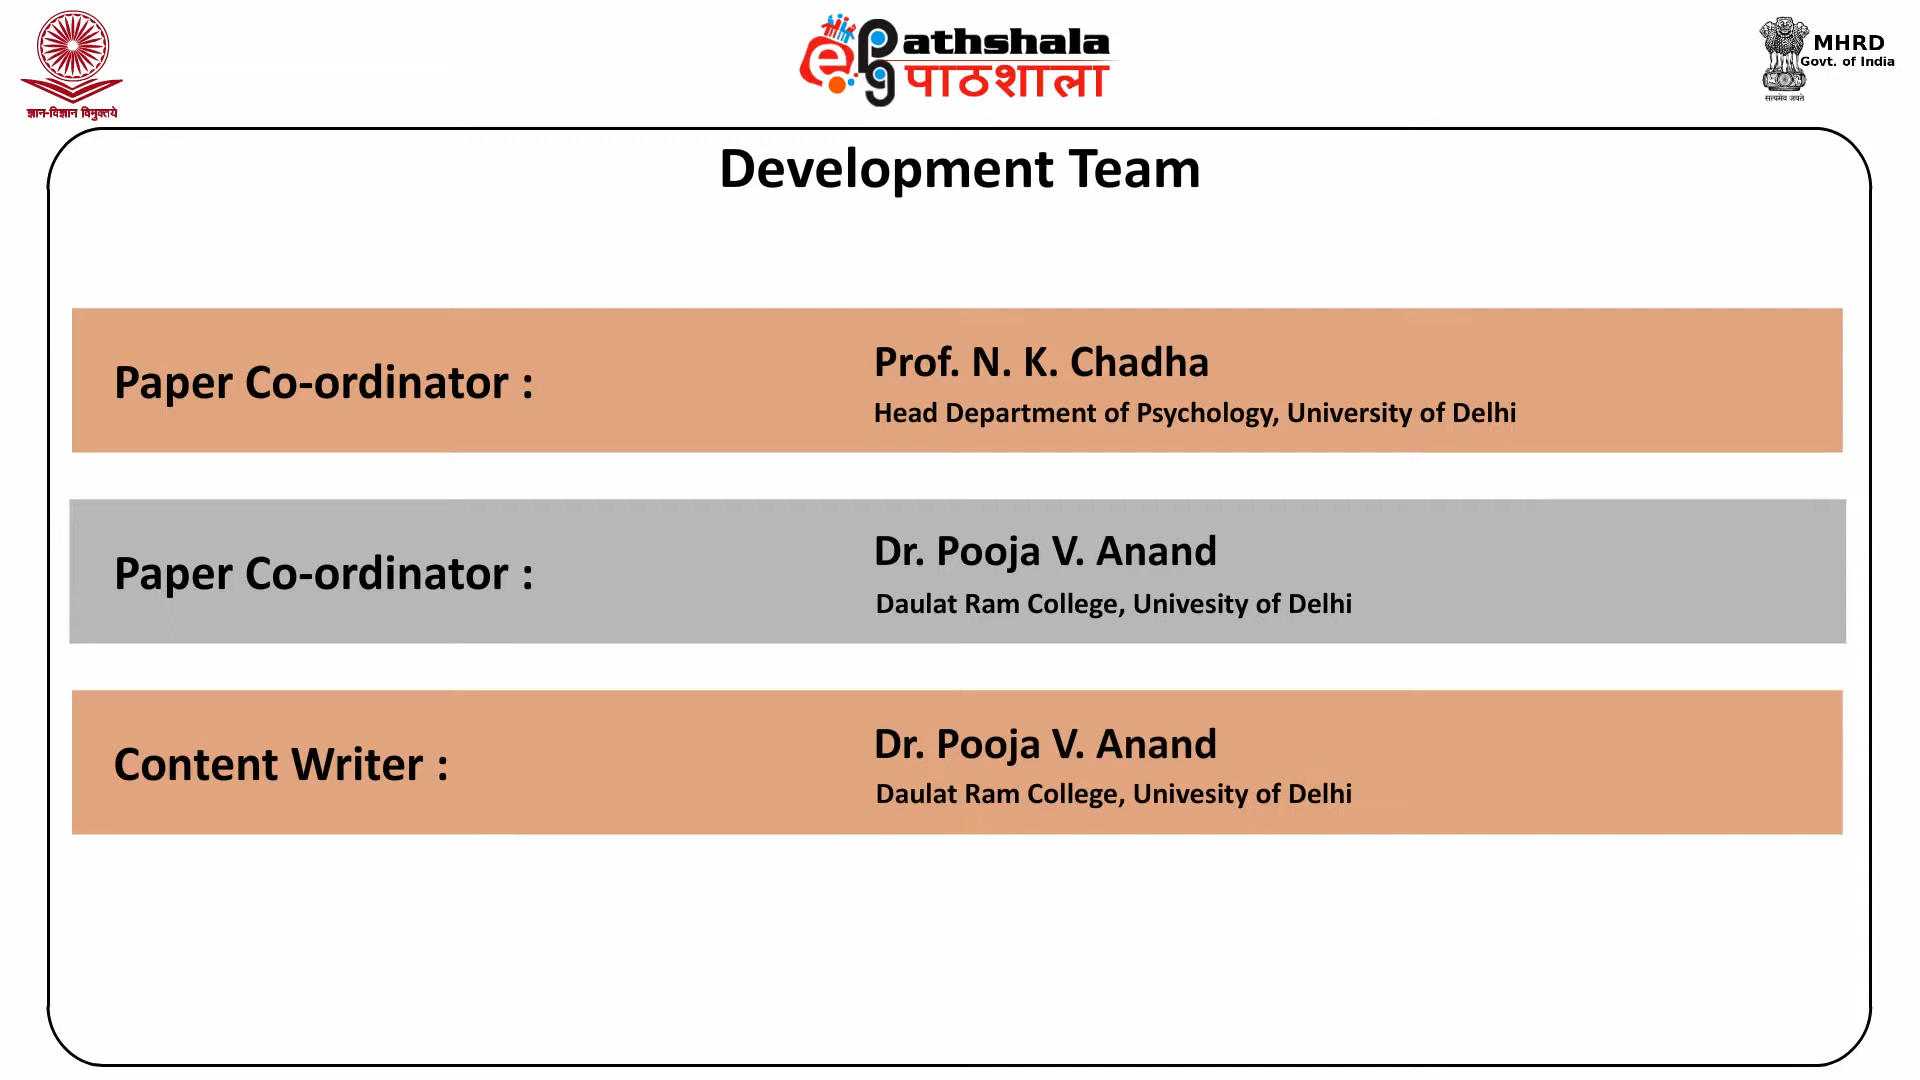 ज्ञान-विज्ञान विमुक्तये
e pg Pathshala
पाठशाला
MHRD
Govt. of India
सत्यमेव जयते
Development Team
Paper Co-ordinator :
Prof. N. K. Chadha
Head Department of Psychology, University of Delhi
Paper Co-ordinator :
Dr. Pooja V. Anand
Daulat Ram College, Univesity of Delhi
Content Writer :
Dr. Pooja V. Anand
Daulat Ram College, Univesity of Delhi